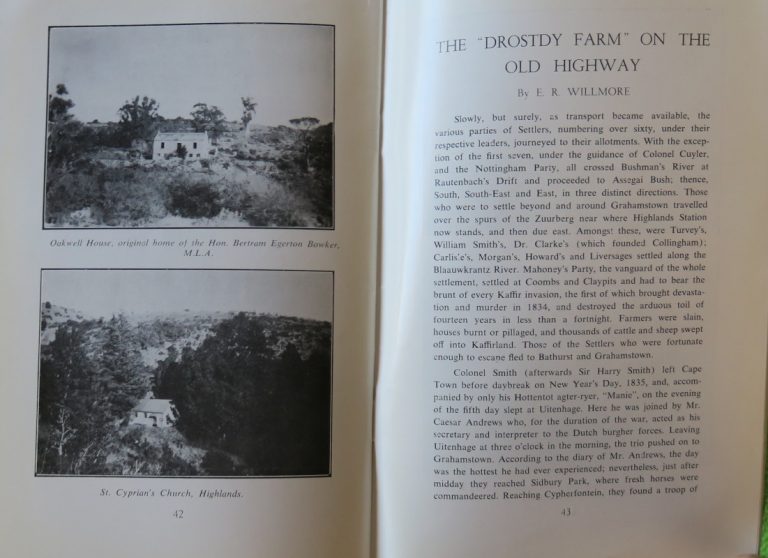 Oakwell House, original home of the Hon. Bertram Egerton Bowker,
M.L.A.
St. Cyprian's Church, Highlands.
42
THE "DROSTDY FARM" ON THE
OLD HIGHWAY
By E. R. WILLMORE
Slowly, but surely, as transport became available, the
various parties of Settlers, numbering over sixty, under their
respective leaders, journeyed to their allotments. With the excep-
tion of the first seven, under the guidance of Colonel Cuyler,
and the Nottingham Party, all crossed Bushman's River at
Rautenbach's Drift and proceeded to Assegai Bush; thence,
South, South-East and East, in three distinct directions. Those
who were to settle beyond and around Grahamstown travelled
over the spurs of the Zuurberg near where Highlands Station
now stands, and then due east. Amongst these, were Turvey's,
William Smith's, Dr. Clarke's (which founded Collingham);
Carlisle's, Morgan's, Howard's and Liversages settled along the
Blaauwkrantz River. Mahoney's Party, the vanguard of the whole
settlement, settled at Coombs and Claypits and had to bear the
brunt of every Kaffir invasion, the first of which brought devasta-
tion and murder in 1834, and destroyed the arduous toil of
fourteen years in less than a fortnight. Farmers were slain,
houses burnt or pillaged, and thousands of cattle and sheep swept
off into Kaffirland. Those of the Settlers who were fortunate
enough to escape fled to Bathurst and Grahamstown.
Colonel Smith (afterwards Sir Harry Smith) left Cape
Town before daybreak on New Year's Day, 1835, and, accom-
panied by only his Hottentot agter-ryer, "Manie", on the evening
of the fifth day slept at Uitenhage. Here he was joined by Mr.
Caesar Andrews who, for the duration of the war, acted as his
secretary and interpreter to the Dutch burgher forces. Leaving
Uitenhage at three o'clock in the morning, the trio pushed on to
Grahamstown. According to the diary of Mr. Andrews, the day
was the hottest he had ever experienced; nevertheless, just after
midday they reached Sidbury Park, where fresh horses were
commandeered. Reaching Cypherfontein, they found a troop of
43